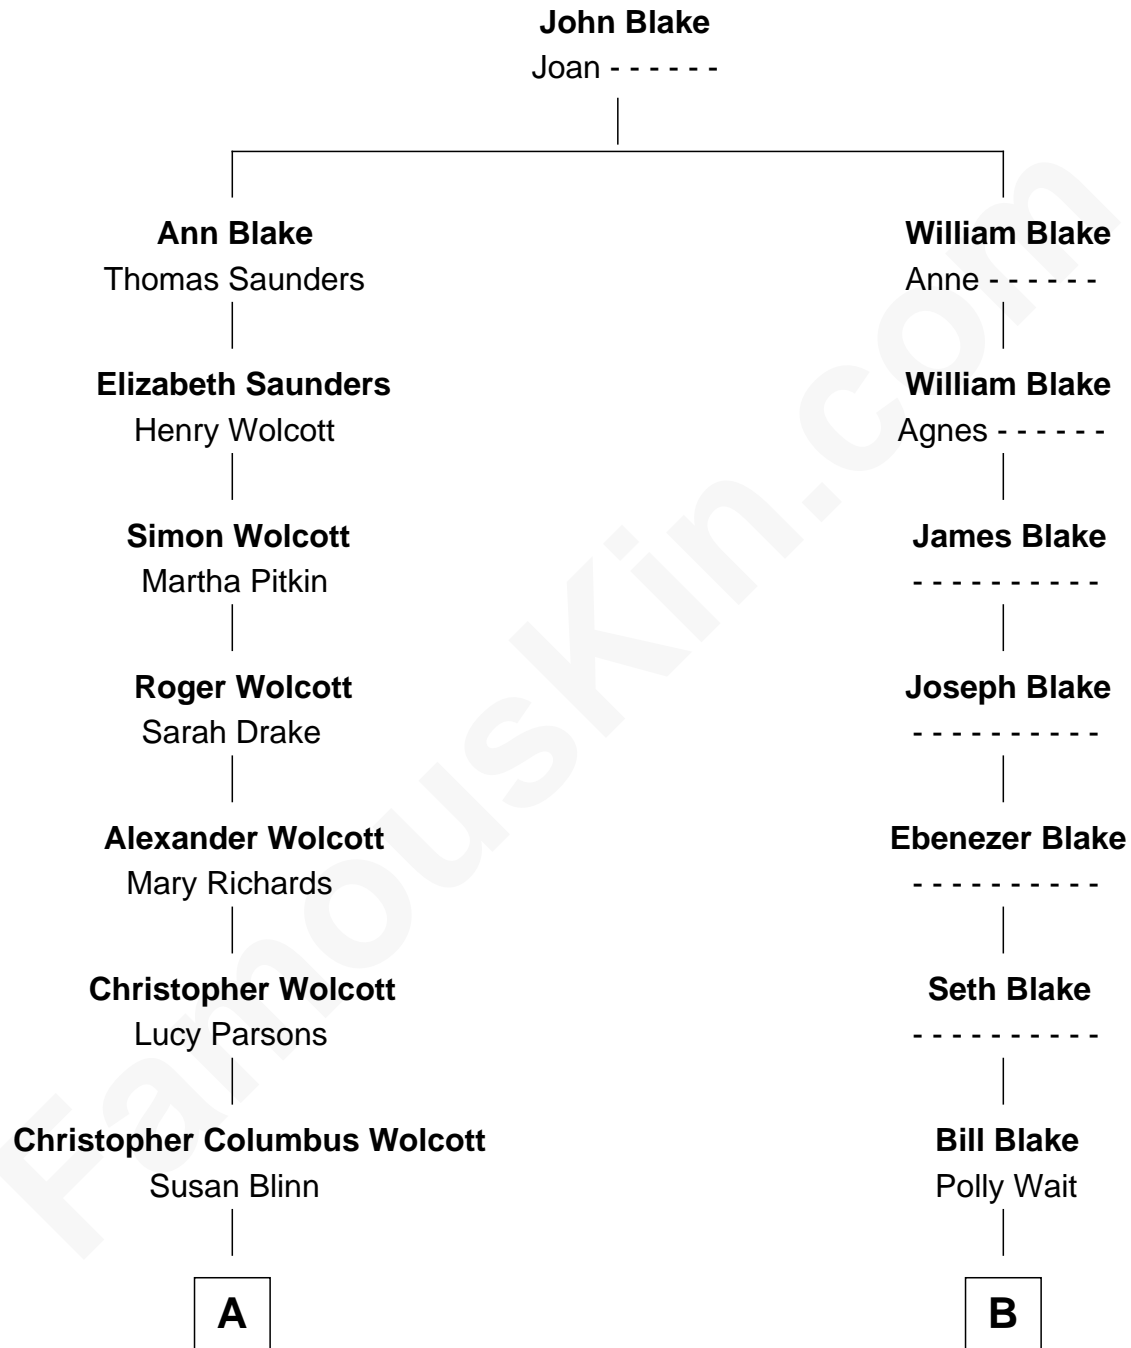 John Blake
Joan - - - - - -
Ann Blake
Thomas Saunders
William Blake
Anne - - - - - -
Elizabeth Saunders
Henry Wolcott
William Blake
Agnes - - - - - -
Simon Wolcott
Martha Pitkin
James Blake
- - - - - - - - - -
Roger Wolcott
Sarah Drake
Joseph Blake
- - - - - - - - - -
Alexander Wolcott
Mary Richards
Ebenezer Blake
- - - - - - - - - -
Christopher Wolcott
Lucy Parsons
Seth Blake
- - - - - - - - - -
Christopher Columbus Wolcott
Susan Blinn
Bill Blake
Polly Wait
A
B
FamousKin.com